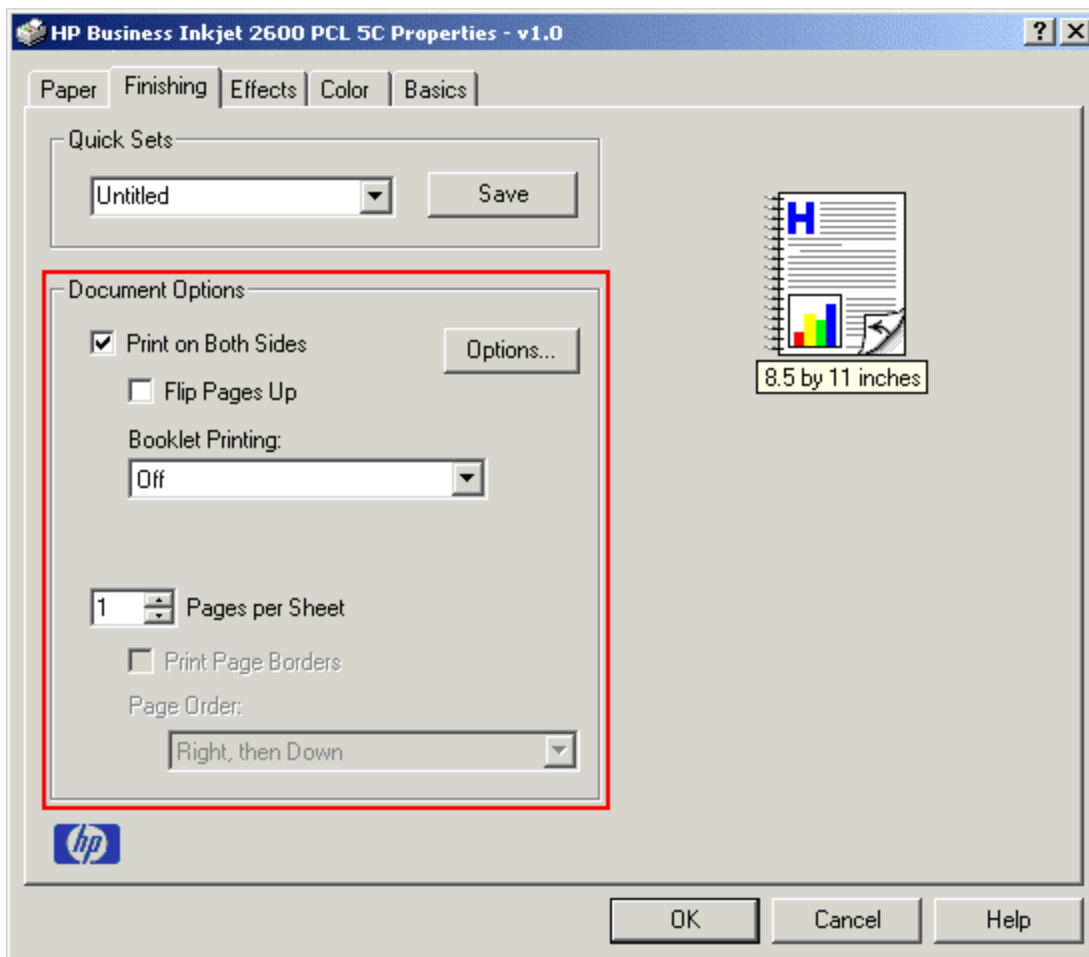 HP Business Inkjet 2600 PCL 5C Properties - v1.0
Paper Finishing Effects Color Basics
Quick Sets
Untitled Save
H
8.5 by 11 inches
Document Options
Print on Both Sides Options...
Flip Pages Up
Booklet Printing:
Off
1 Pages per Sheet
Print Page Borders
Page Order:
Right, then Down
hp
OK Cancel Help